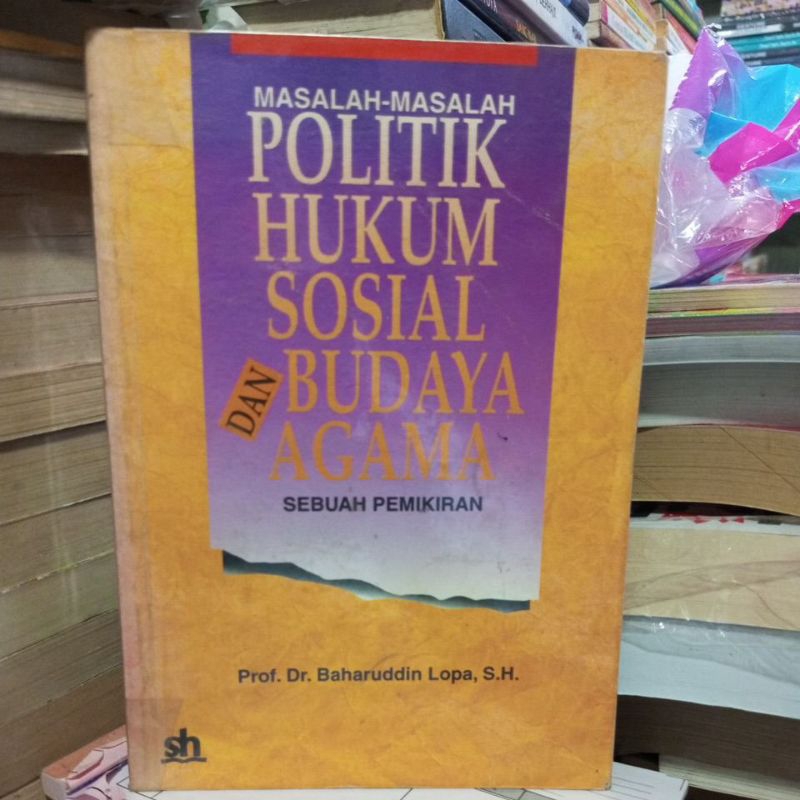 MASALAH-MASALAH
POLITIK
HUKUM
SOSIAL
BUDAYA
DAN
AGAMA
SEBUAH PEMIKIRAN
Prof. Dr. Baharuddin Lopa, S.H.
sh